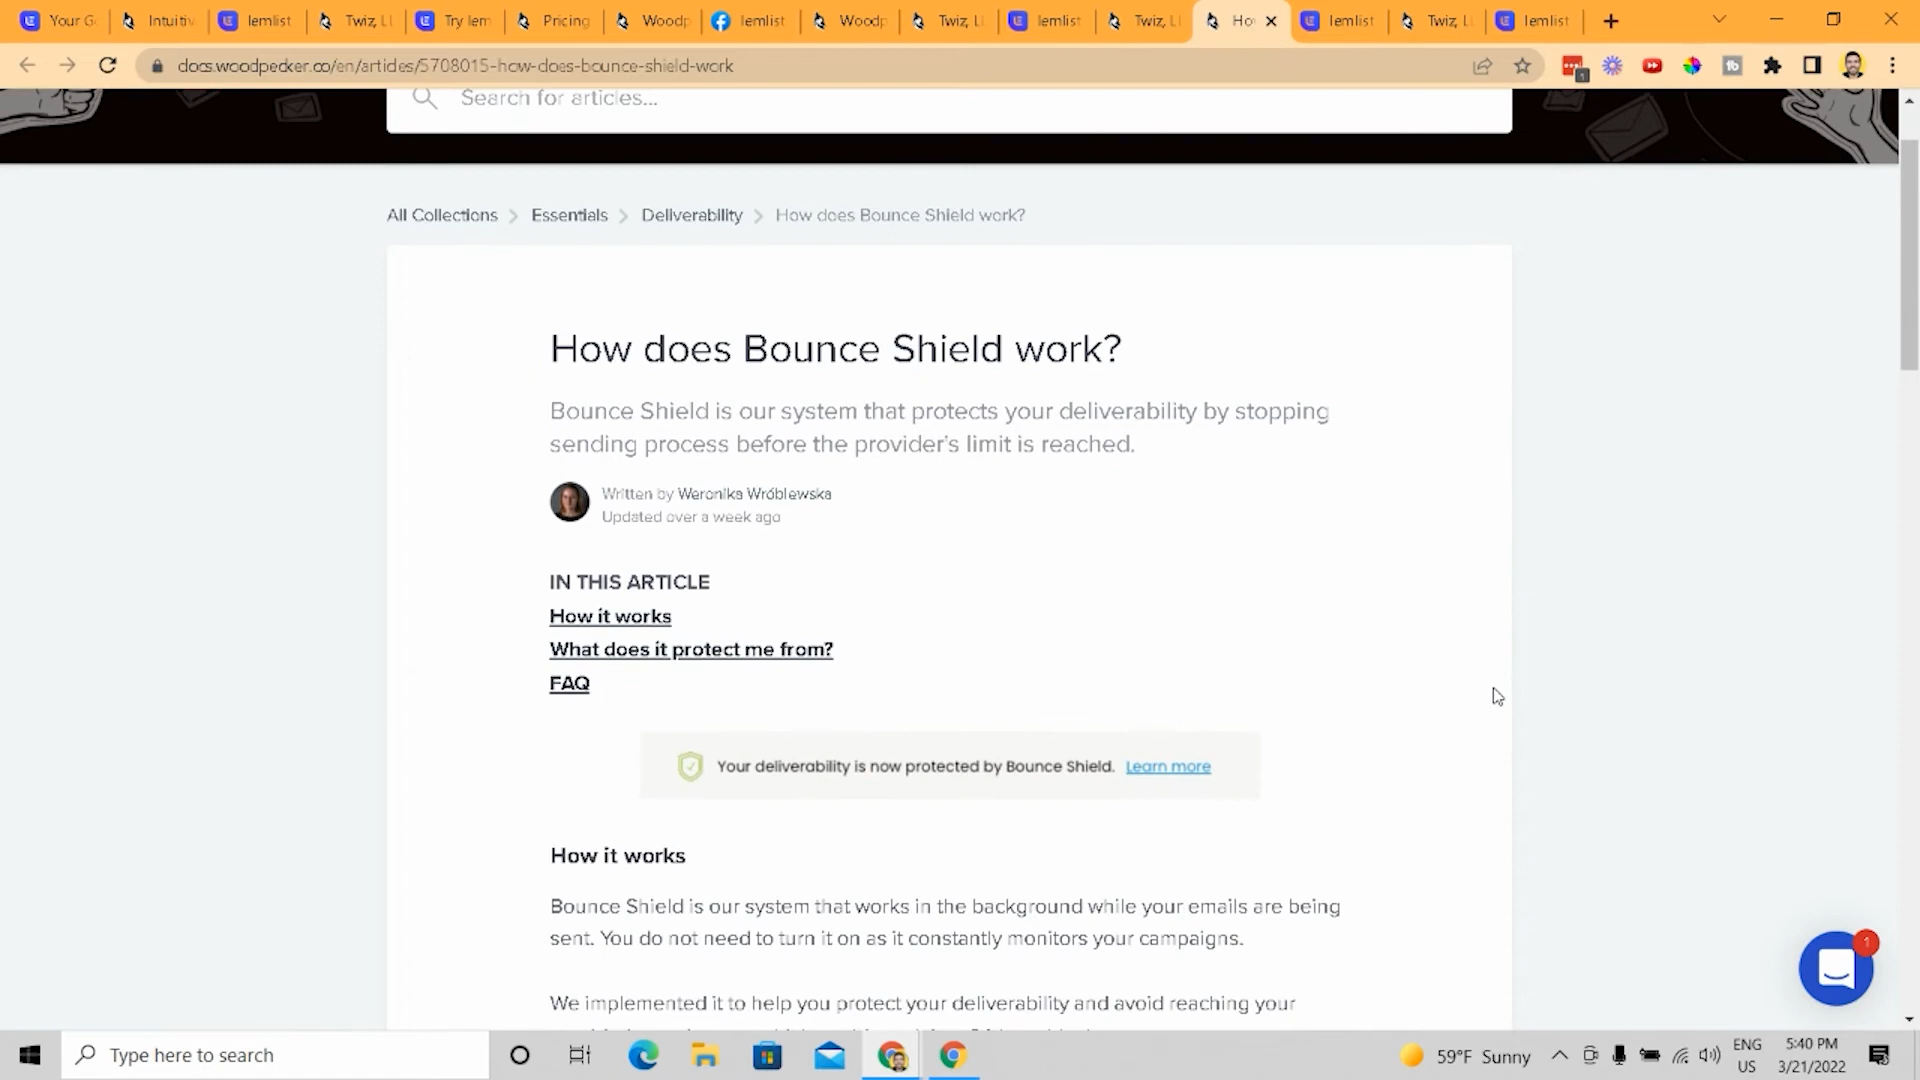 Your G
Intuitiv
lemlist
Twiz, Ll
Try lem
Pricing
Woodp
lemlist
Woodp
Twiz, Ll
lemlist
Twiz, Ll
Ho
lemlist
Twiz, Ll
lemlist
docs.woodpecker.co/en/articles/5708015-how-does-bounce-shield-work
1
Search for articles...
All Collections > Essentials > Deliverability > How does Bounce Shield work?
How does Bounce Shield work?
Bounce Shield is our system that protects your deliverability by stopping
sending process before the provider's limit is reached.
Written by Weronika Wróblewska
Updated over a week ago
IN THIS ARTICLE
How it works
What does it protect me from?
FAQ
Your deliverability is now protected by Bounce Shield. Learn more
How it works
Bounce Shield is our system that works in the background while your emails are being
sent. You do not need to turn it on as it constantly monitors your campaigns.
We implemented it to help you protect your deliverability and avoid reaching your
1
Type here to search
59°F Sunny
ENG
US
5:40 PM
3/21/2022